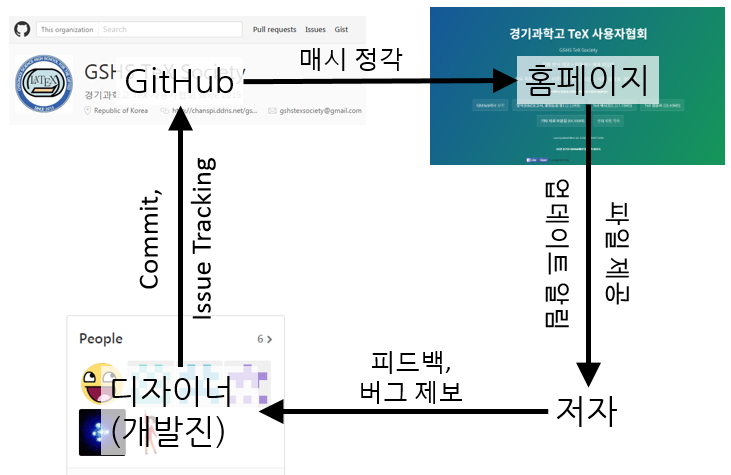 This organization
Search
Pull requests Issues Gist
GSHS TeX Society
GitHub
경기과학
Republic of Korea
http://chanspi.ddns.net/gs...
gshstexsociety@gmail.com
매시 정각
경기과학고 TeX 사용자협회
GSHS TeX Society
홈페이지
Commit,
Issue Tracking
업데이트 알림
파일 제공
People 6
디자이너
(개발진)
피드백,
버그 제보
저자